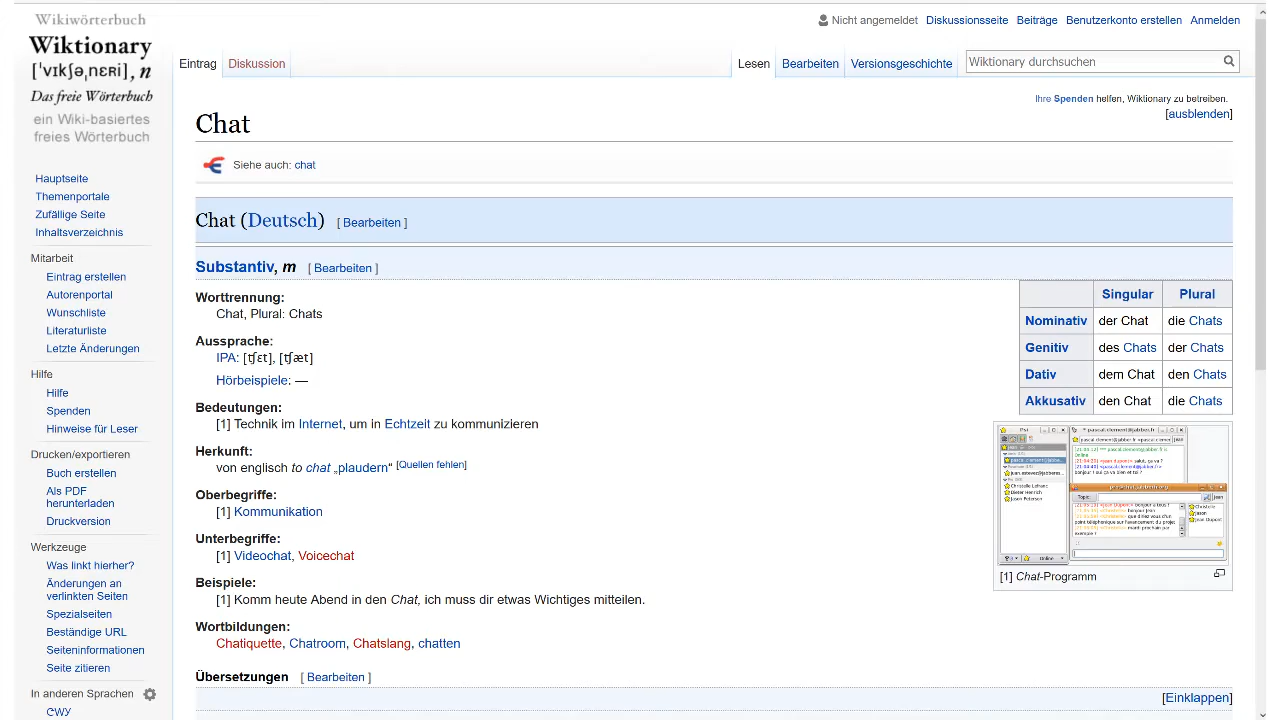 Wikiwörterbuch
Wiktionary
[ˈvɪkʃəˌnɛʀi], n
Das freie Wörterbuch
ein Wiki-basiertes
freies Wörterbuch
Nicht angemeldet Diskussionsseite Beiträge Benutzerkonto erstellen Anmelden
Eintrag Diskussion Lesen Bearbeiten Versionsgeschichte Wiktionary durchsuchen
Hauptseite
Themenportale
Zufällige Seite
Inhaltsverzeichnis
Mitarbeit
Eintrag erstellen
Autorenportal
Wunschliste
Literaturliste
Letzte Änderungen
Hilfe
Hilfe
Spenden
Hinweise für Leser
Drucken/exportieren
Buch erstellen
Als PDF
herunterladen
Druckversion
Werkzeuge
Was linkt hierher?
Änderungen an
verlinkten Seiten
Spezialseiten
Beständige URL
Seiteninformationen
Seite zitieren
In anderen Sprachen
ᏣᎳᎩ
Ihre Spenden helfen, Wiktionary zu betreiben.
[ausblenden]
Chat
Siehe auch: chat
Chat (Deutsch) [ Bearbeiten ]
Substantiv, m [ Bearbeiten ]
Singular Plural
Nominativ der Chat die Chats
Genitiv des Chats der Chats
Dativ dem Chat den Chats
Akkusativ den Chat die Chats
[1] Chat-Programm
Worttrennung:
Chat, Plural: Chats
Aussprache:
IPA: [ʧɛt], [ʧæt]
Hörbeispiele: —
Bedeutungen:
[1] Technik im Internet, um in Echtzeit zu kommunizieren
Herkunft:
von englisch to chat „plaudern“ [Quellen fehlen]
Oberbegriffe:
[1] Kommunikation
Unterbegriffe:
[1] Videochat, Voicechat
Beispiele:
[1] Komm heute Abend in den Chat, ich muss dir etwas Wichtiges mitteilen.
Wortbildungen:
Chatiquette, Chatroom, Chatslang, chatten
Übersetzungen [ Bearbeiten ]
[Einklappen]